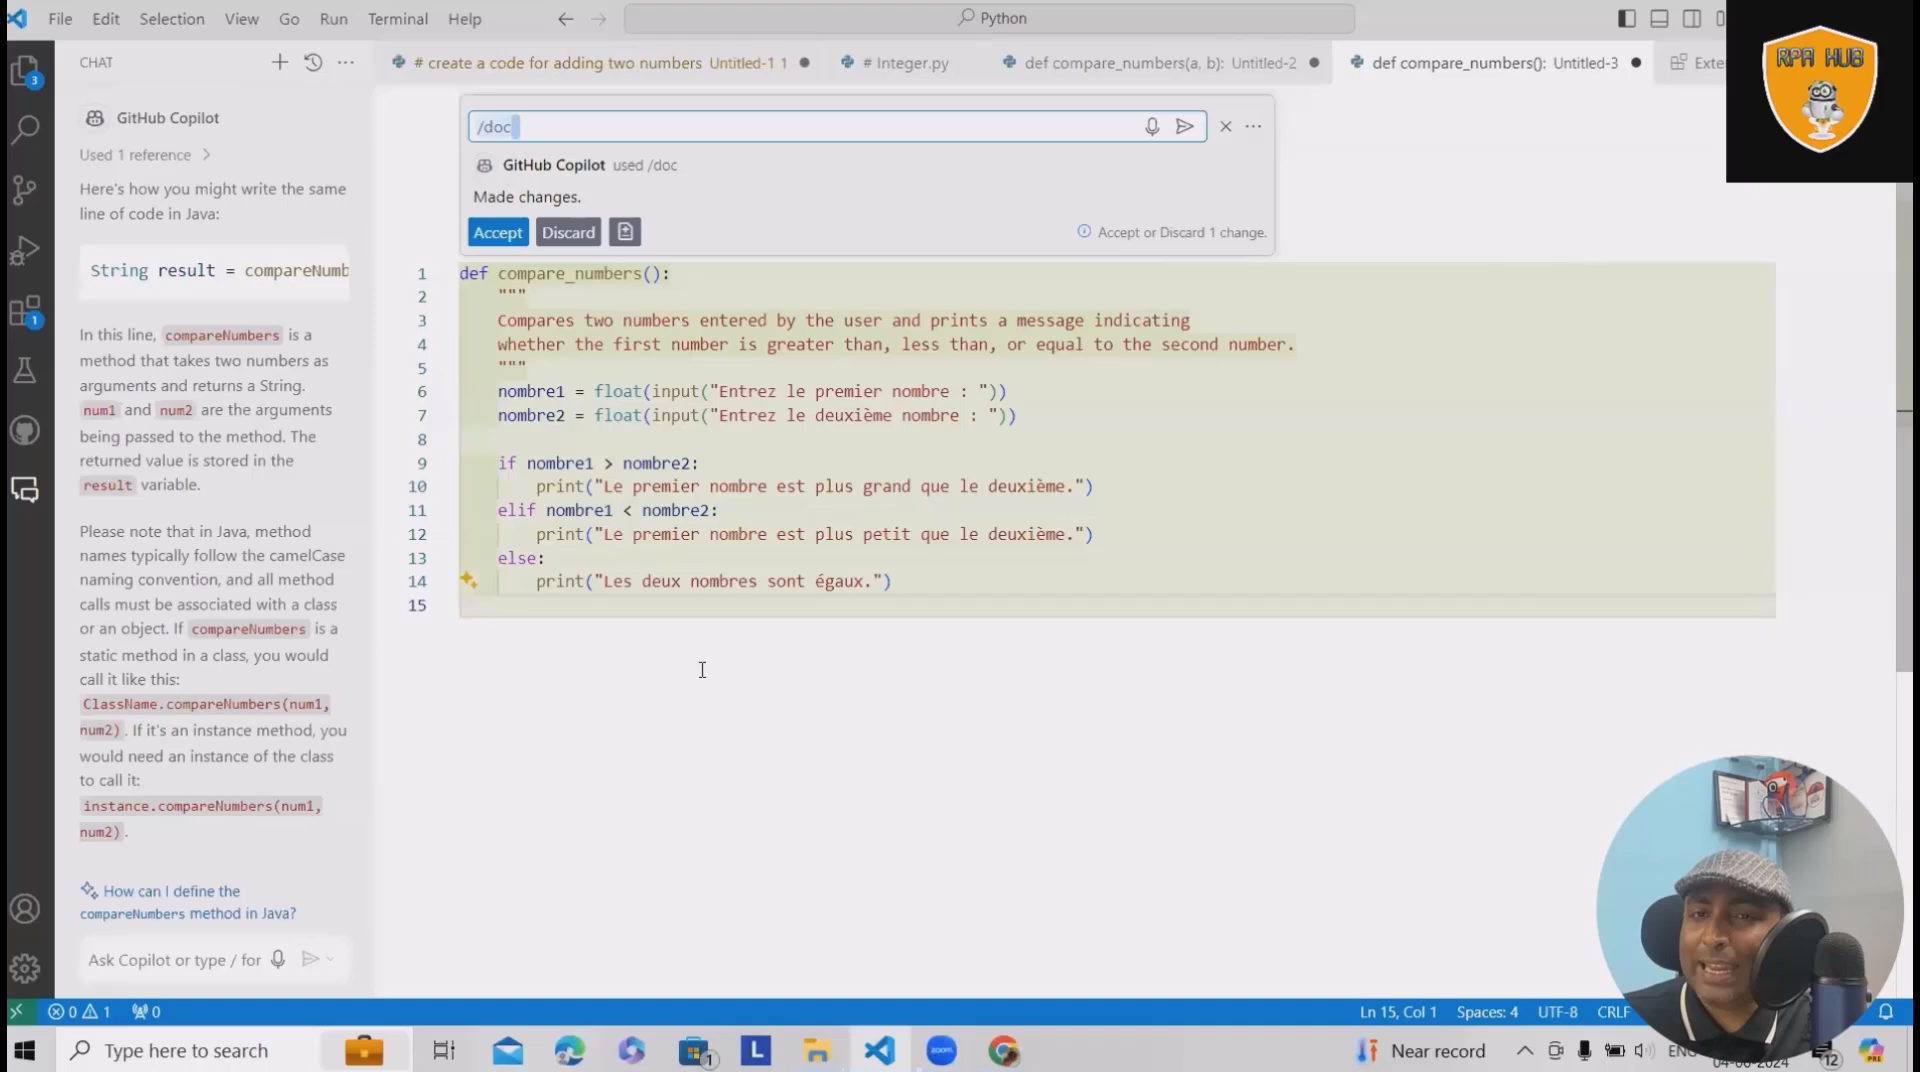 File Edit Selection View Go Run Terminal Help
Python
RPA HUB
CHAT
# create a code for adding two numbers Untitled-1 1
# Integer.py
def compare_numbers(a, b): Untitled-2
def compare_numbers(): Untitled-3
Exte
GitHub Copilot
Used 1 reference
Here's how you might write the same
line of code in Java:
String result = compareNumb
In this line, compareNumbers is a
method that takes two numbers as
arguments and returns a String.
num1 and num2 are the arguments
being passed to the method. The
returned value is stored in the
result variable.
Please note that in Java, method
names typically follow the camelCase
naming convention, and all method
calls must be associated with a class
or an object. If compareNumbers is a
static method in a class, you would
call it like this:
ClassName.compareNumbers(num1,
num2). If it's an instance method, you
would need an instance of the class
to call it:
instance.compareNumbers(num1,
num2).
How can I define the
compareNumbers method in Java?
Ask Copilot or type / for
/doc
GitHub Copilot used /doc
Made changes.
Accept Discard
Accept or Discard 1 change.
1 def compare_numbers():
2 """
3 Compares two numbers entered by the user and prints a message indicating
4 whether the first number is greater than, less than, or equal to the second number.
5 """
6 nombre1 = float(input("Entrez le premier nombre : "))
7 nombre2 = float(input("Entrez le deuxième nombre : "))
8
9 if nombre1 > nombre2:
10 print("Le premier nombre est plus grand que le deuxième.")
11 elif nombre1 < nombre2:
12 print("Le premier nombre est plus petit que le deuxième.")
13 else:
14 print("Les deux nombres sont égaux.")
15
3
1
0 1 0
Ln 15, Col 1 Spaces: 4 UTF-8 CRLF
Type here to search
1
L
zoom
Near record
ENG
04-06-2024
12
PRE